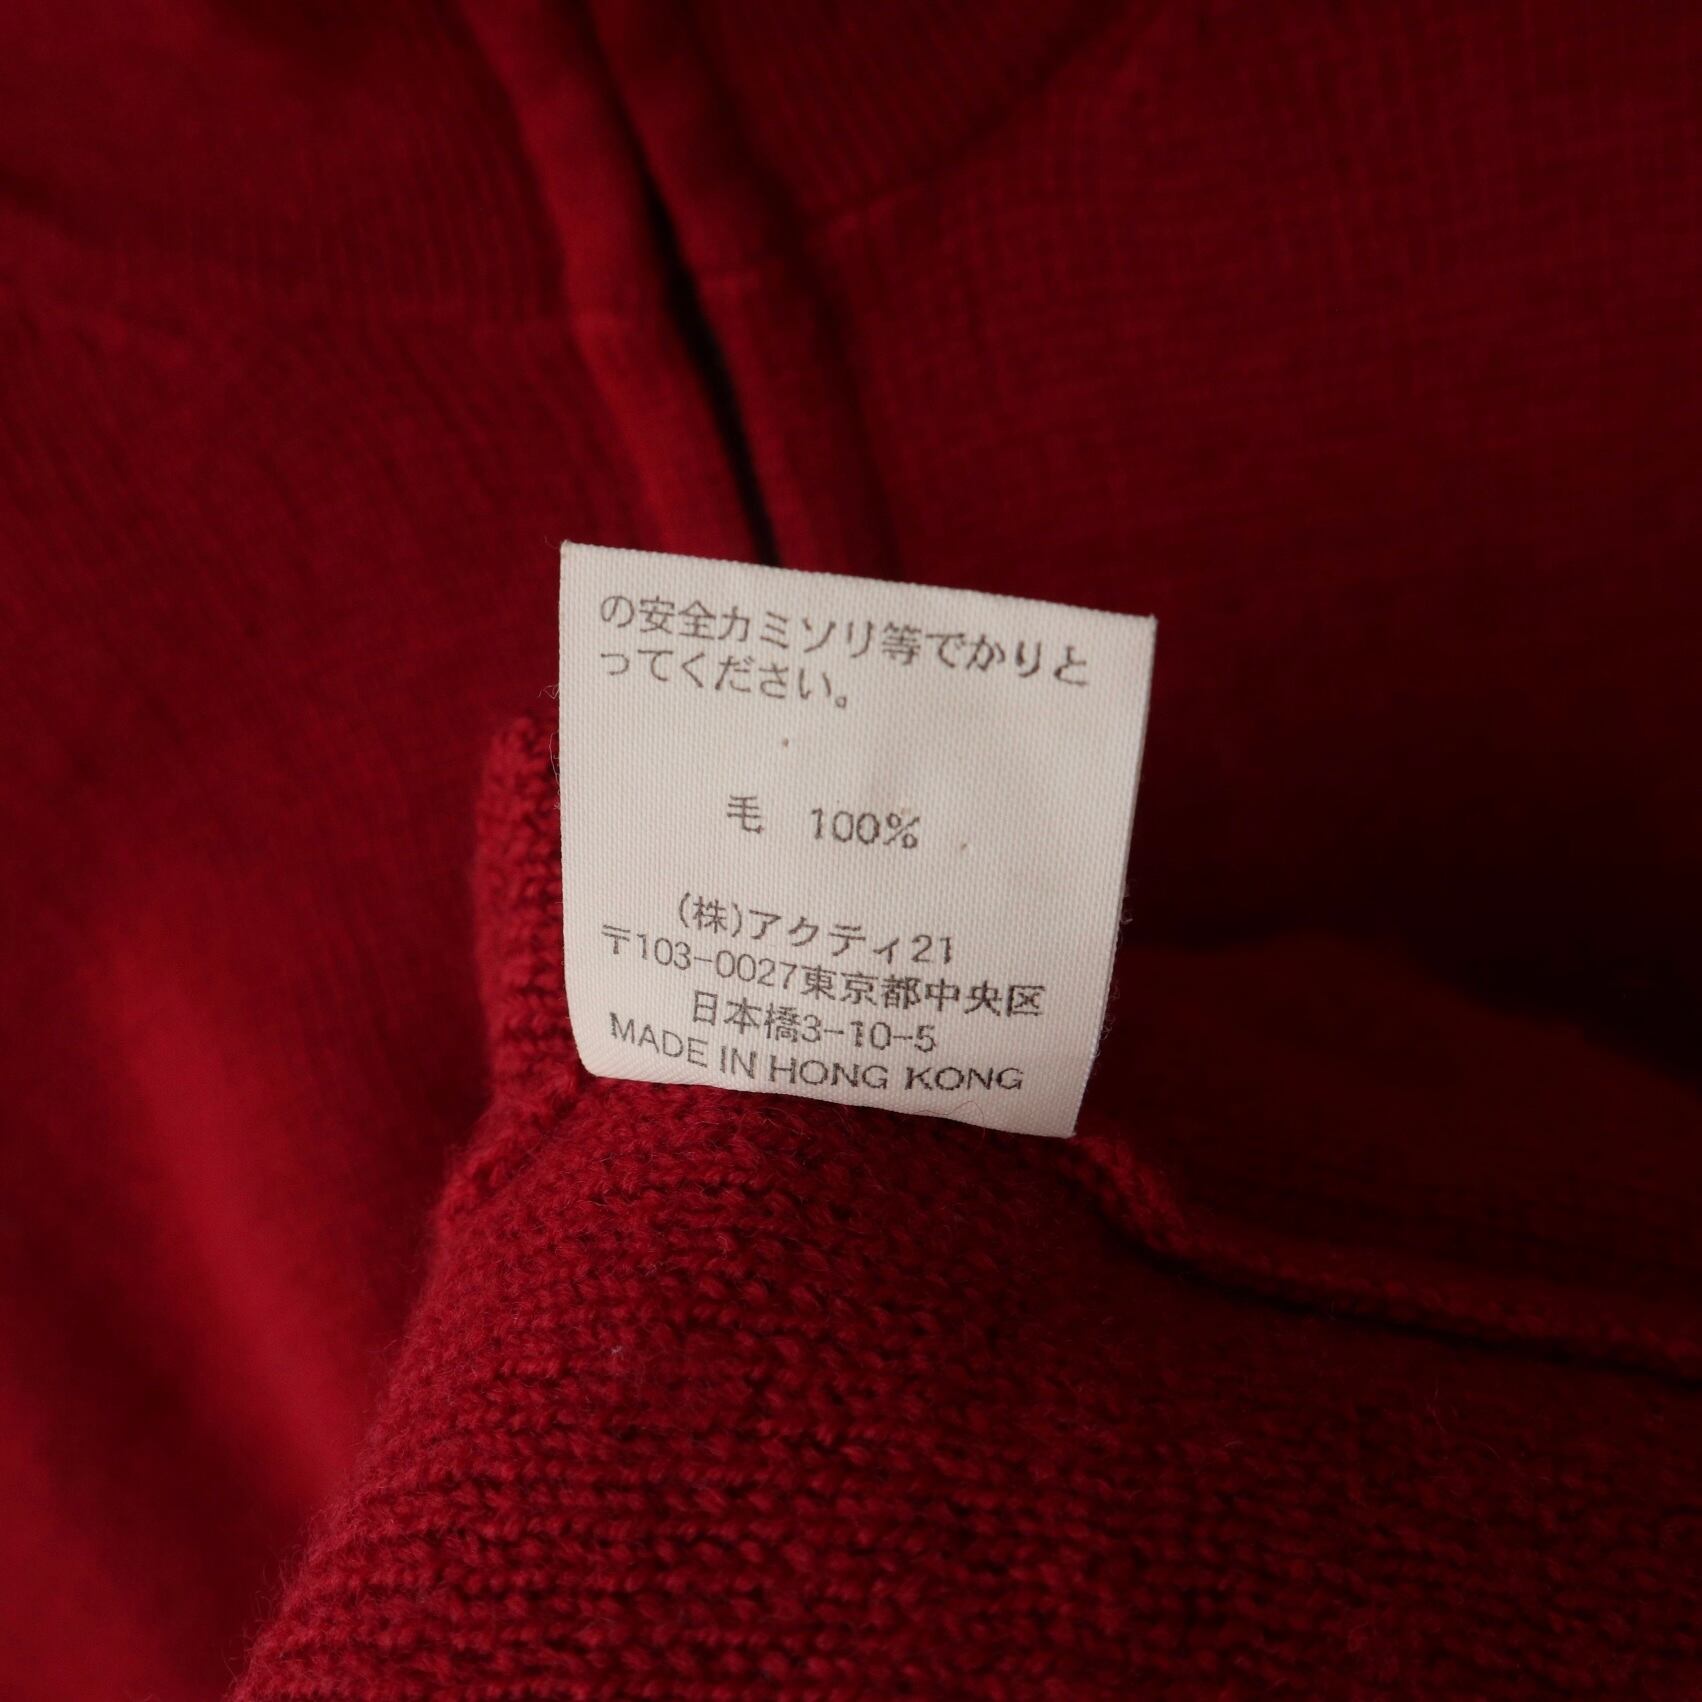 の安全カミソリ等でかりと
ってください。
毛　100%
(株)アクティ21
〒103-0027東京都中央区
日本橋3-10-5
MADE IN HONG KONG